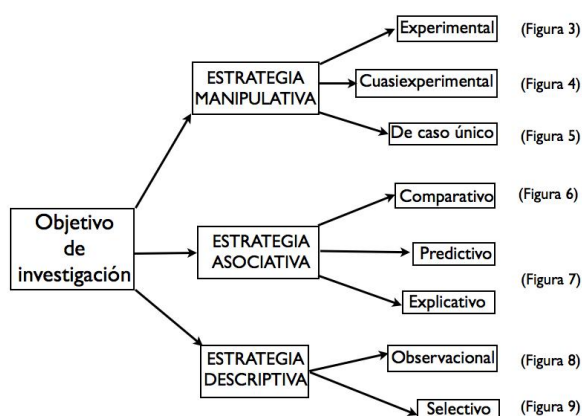 Experimental (Figura 3)
ESTRATEGIA
MANIPULATIVA
Cuasiexperimental (Figura 4)
De caso único (Figura 5)
Objetivo
de
investigación
Comparativo (Figura 6)
ESTRATEGIA
ASOCIATIVA
Predictivo
(Figura 7)
Explicativo
ESTRATEGIA
DESCRIPTIVA
Observacional (Figura 8)
Selectivo (Figura 9)